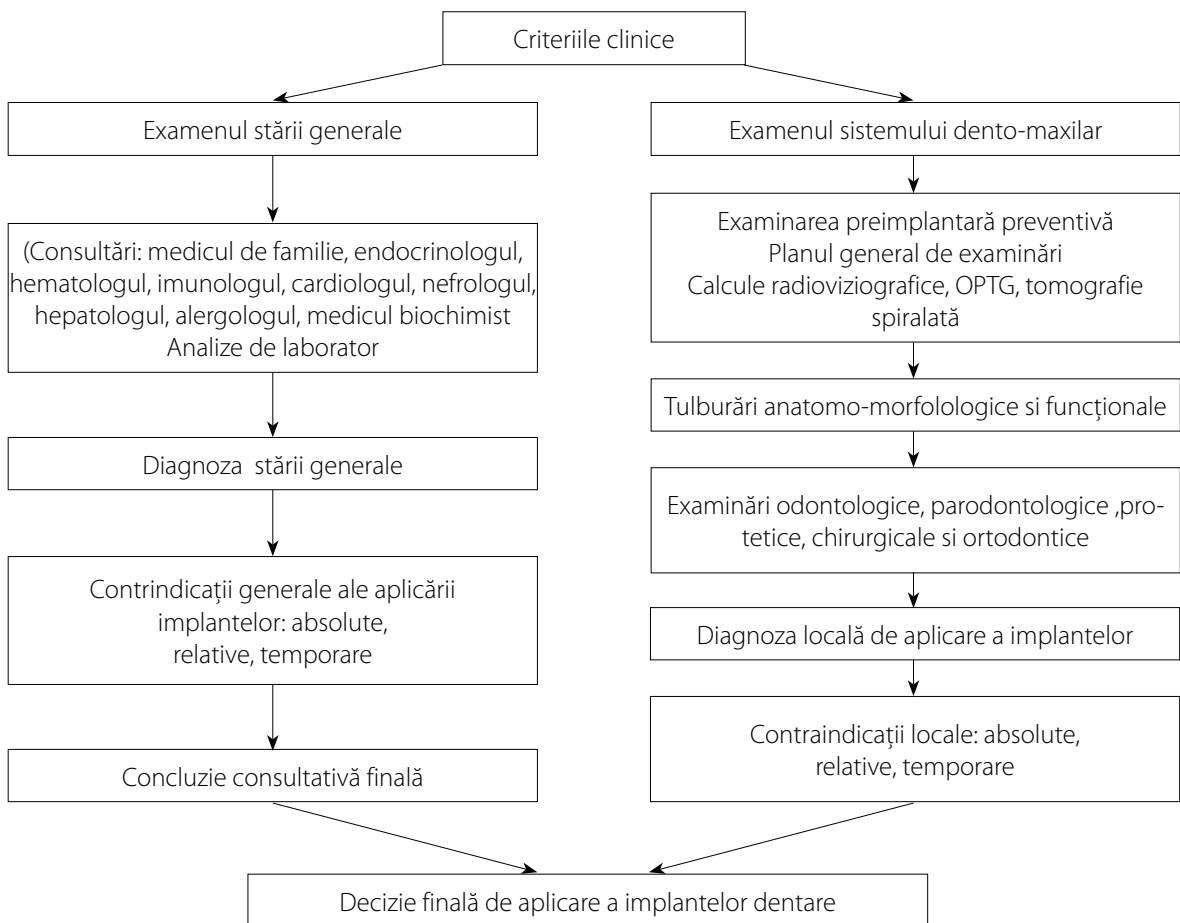 Criteriile clinice
Examenul stării generale
(Consultări: medicul de familie, endocrinologul,
hematologul, imunologul, cardiologul, nefrologul,
hepatologul, alergologul, medicul biochimist
Analize de laborator
Diagnoza stării generale
Contrindicații generale ale aplicării
implantelor: absolute,
relative, temporare
Concluzie consultativă finală
Examenul sistemului dento-maxilar
Examinarea preimplantară preventivă
Planul general de examinări
Calcule radioviziografice, OPTG, tomografie
spiralată
Tulburări anatomo-morfolologice si funcționale
Examinări odontologice, parodontologice ,pro-
tetice, chirurgicale si ortodontice
Diagnoza locală de aplicare a implantelor
Contraindicații locale: absolute,
relative, temporare
Decizie finală de aplicare a implantelor dentare